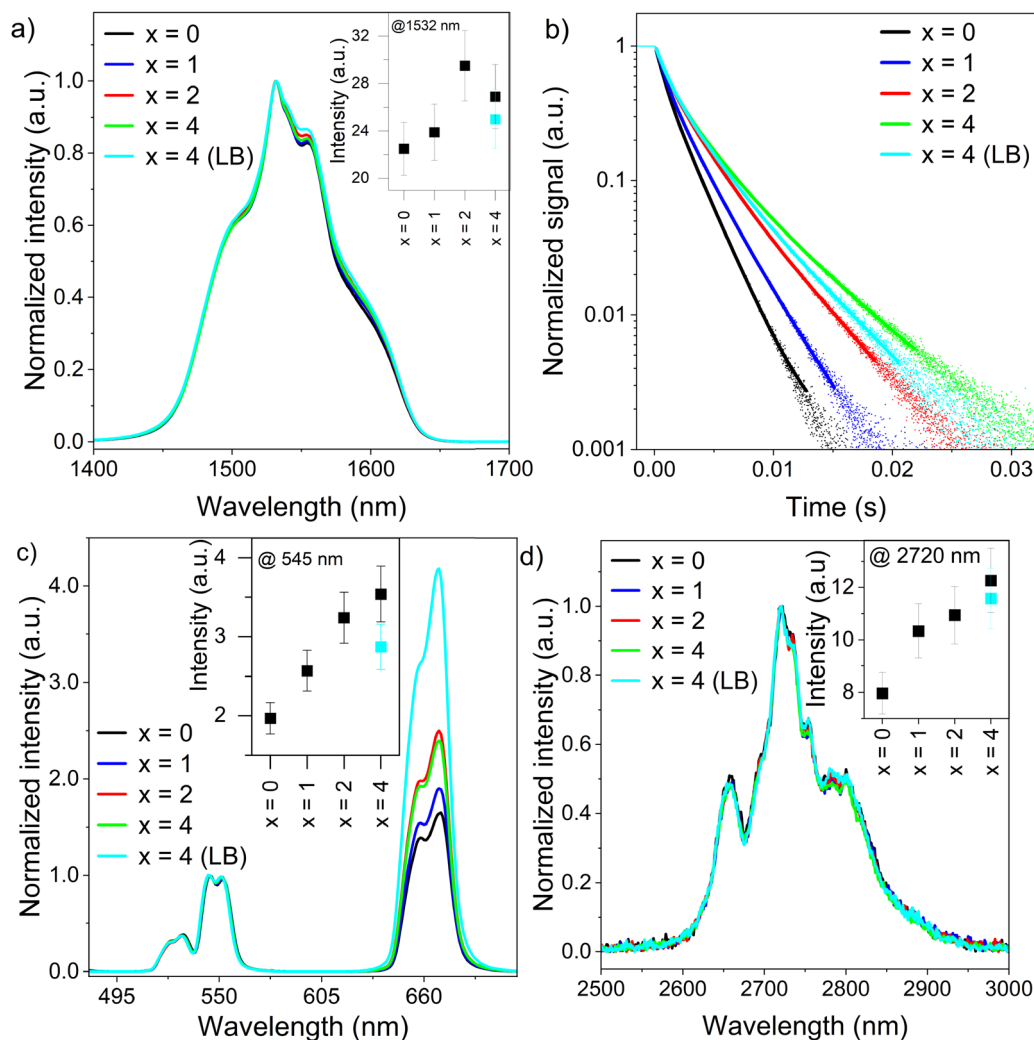 a)
x = 0
x = 1
x = 2
x = 4
x = 4 (LB)
Normalized intensity (a.u.)
1.0
0.8
0.6
0.4
0.2
0.0
1400 1500 1600 1700
Wavelength (nm)
@1532 nm
Intensity (a.u.)
32
28
24
20
x = 0 x = 1 x = 2 x = 4
b)
x = 0
x = 1
x = 2
x = 4
x = 4 (LB)
Normalized signal (a.u.)
1
0.1
0.01
0.001
0.00 0.01 0.02 0.03
Time (s)
c)
x = 0
x = 1
x = 2
x = 4
x = 4 (LB)
Normalized intensity (a.u.)
4.0
3.0
2.0
1.0
0.0
495 550 605 660
Wavelength (nm)
@ 545 nm
Intensity (a.u.)
4
3
2
x = 0 x = 1 x = 2 x = 4
d)
x = 0
x = 1
x = 2
x = 4
x = 4 (LB)
Normalized intensity (a.u.)
1.0
0.8
0.6
0.4
0.2
0.0
2500 2600 2700 2800 2900 3000
Wavelength (nm)
@ 2720 nm
Intensity (a.u)
12
10
8
x = 0 x = 1 x = 2 x = 4